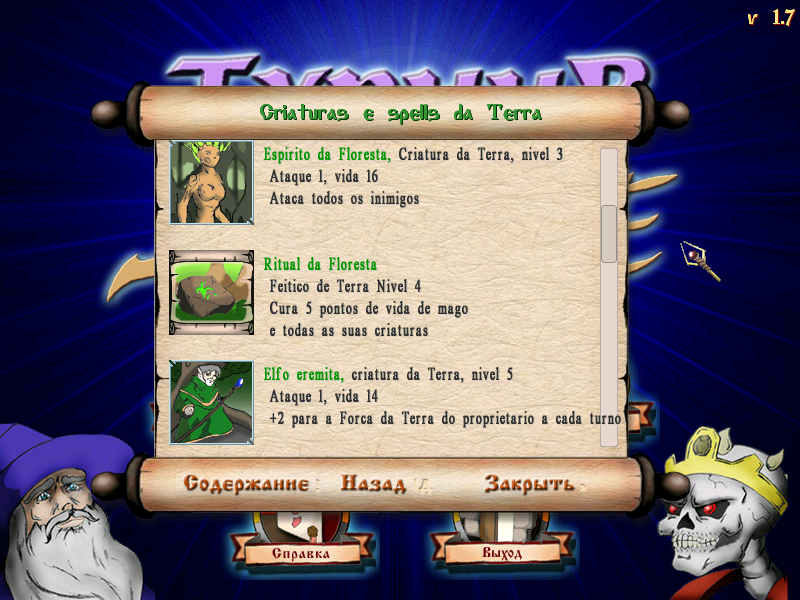 v 1.7
Турнир
Criaturas e spells da Terra
Espirito da Floresta, Criatura da Terra, nivel 3
Ataque 1, vida 16
Ataca todos os inimigos
Ritual da Floresta
Feitico de Terra Nivel 4
Cura 5 pontos de vida de mago
e todas as suas criaturas
Elfo eremita, criatura da Terra, nivel 5
Ataque 1, vida 14
+2 para a Forca da Terra do proprietario a cada turno
Содержание Назад Закрыть
Справка Выход